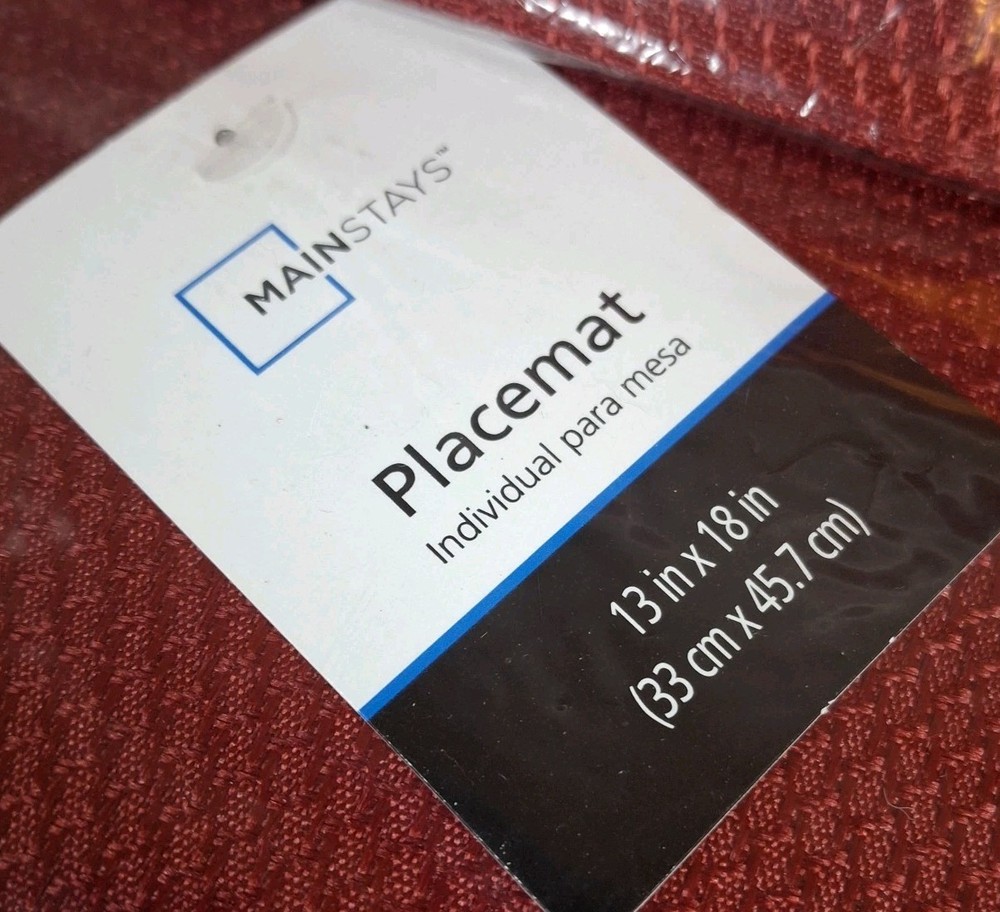 MAINSTAYS™
Placemat
Individual para mesa
13 in x 18 in
(33 cm x 45.7 cm)